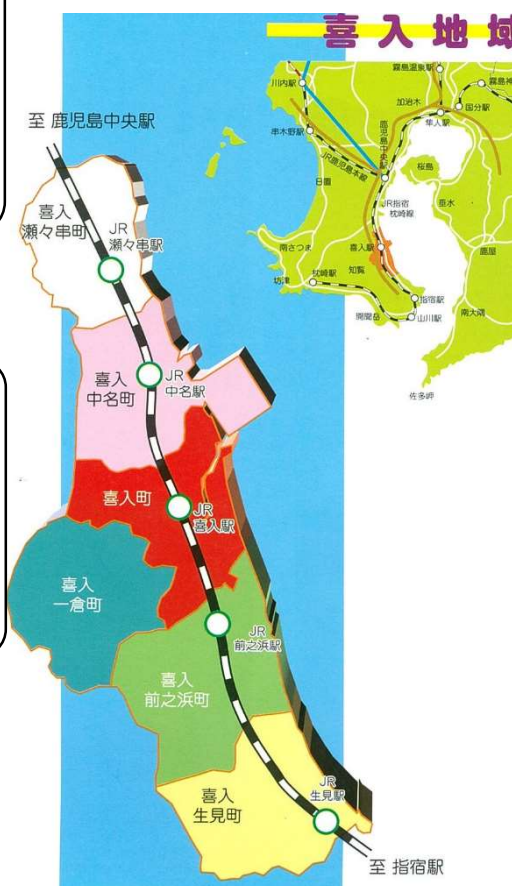 喜入地域
至 鹿児島中央駅
喜入
瀬々串町
JR
瀬々串駅
喜入
中名町
JR
中名駅
喜入町
JR
喜入駅
喜入
一倉町
JR
前之浜駅
喜入
前之浜町
JR
生見駅
喜入
生見町
至 指宿駅
川内駅
霧島温泉駅
霧島神
加治木
国分駅
隼人駅
串木野駅
鹿児島中央駅
JR鹿児島本線
桜島
日置
垂水
JR指宿
枕崎線
喜入駅
南さつま
知覧
鹿屋
枕崎駅
坊津
指宿駅
開聞岳
山川駅
南大隅
佐多岬